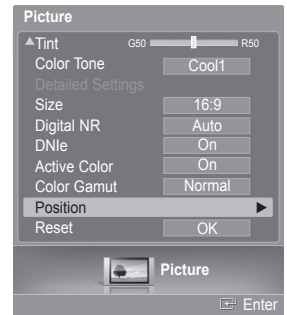 Picture
▲Tint G50 R50
Color Tone Cool1
Detailed Settings
Size 16:9
Digital NR Auto
DNIe On
Active Color On
Color Gamut Normal
Position ►
Reset OK
Picture
Enter